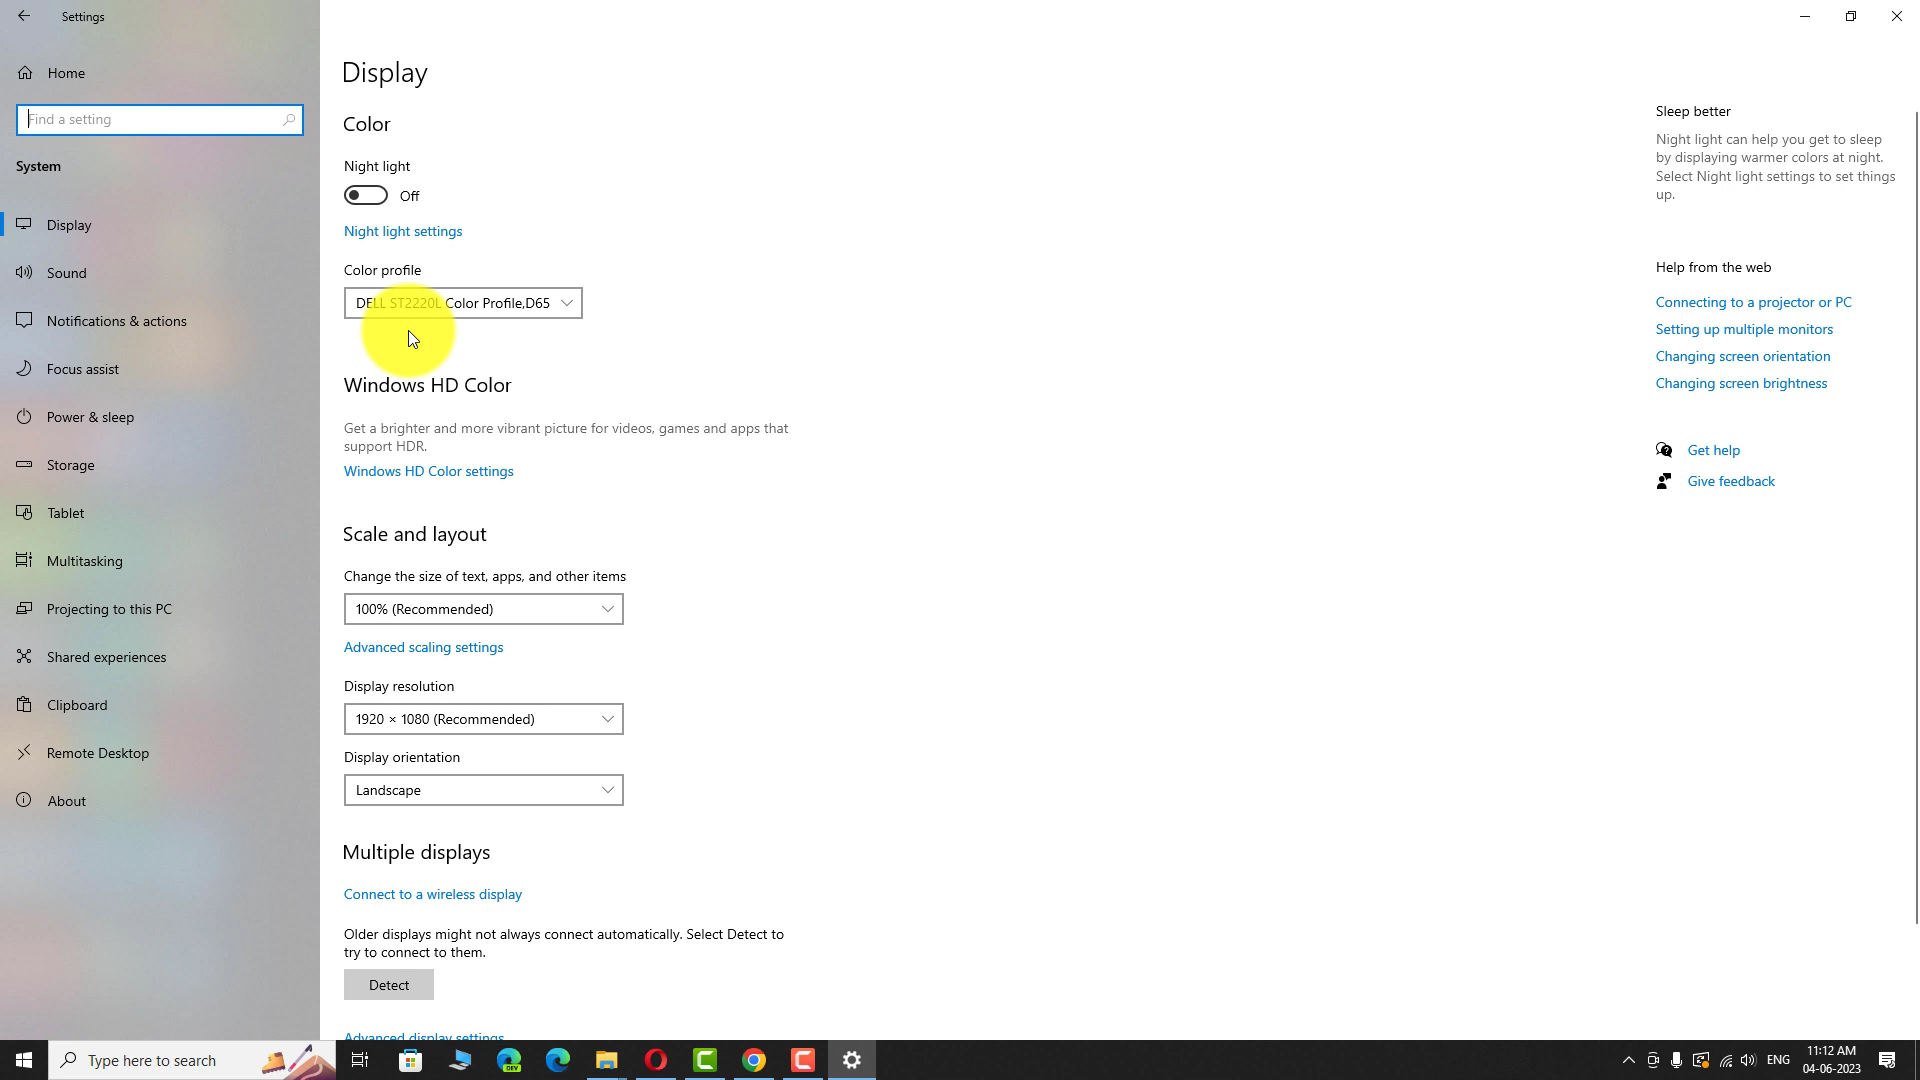 Settings
Home
Find a setting
System
Display
Sound
Notifications & actions
Focus assist
Power & sleep
Storage
Tablet
Multitasking
Projecting to this PC
Shared experiences
Clipboard
Remote Desktop
About
Display
Color
Night light
Off
Night light settings
Color profile
DELL ST2220L Color Profile,D65
Windows HD Color
Get a brighter and more vibrant picture for videos, games and apps that
support HDR.
Windows HD Color settings
Scale and layout
Change the size of text, apps, and other items
100% (Recommended)
Advanced scaling settings
Display resolution
1920 × 1080 (Recommended)
Display orientation
Landscape
Multiple displays
Connect to a wireless display
Older displays might not always connect automatically. Select Detect to
try to connect to them.
Detect
Advanced display settings
Sleep better
Night light can help you get to sleep
by displaying warmer colors at night.
Select Night light settings to set things
up.
Help from the web
Connecting to a projector or PC
Setting up multiple monitors
Changing screen orientation
Changing screen brightness
Get help
Give feedback
Type here to search
DEV
ENG
11:12 AM
04-06-2023